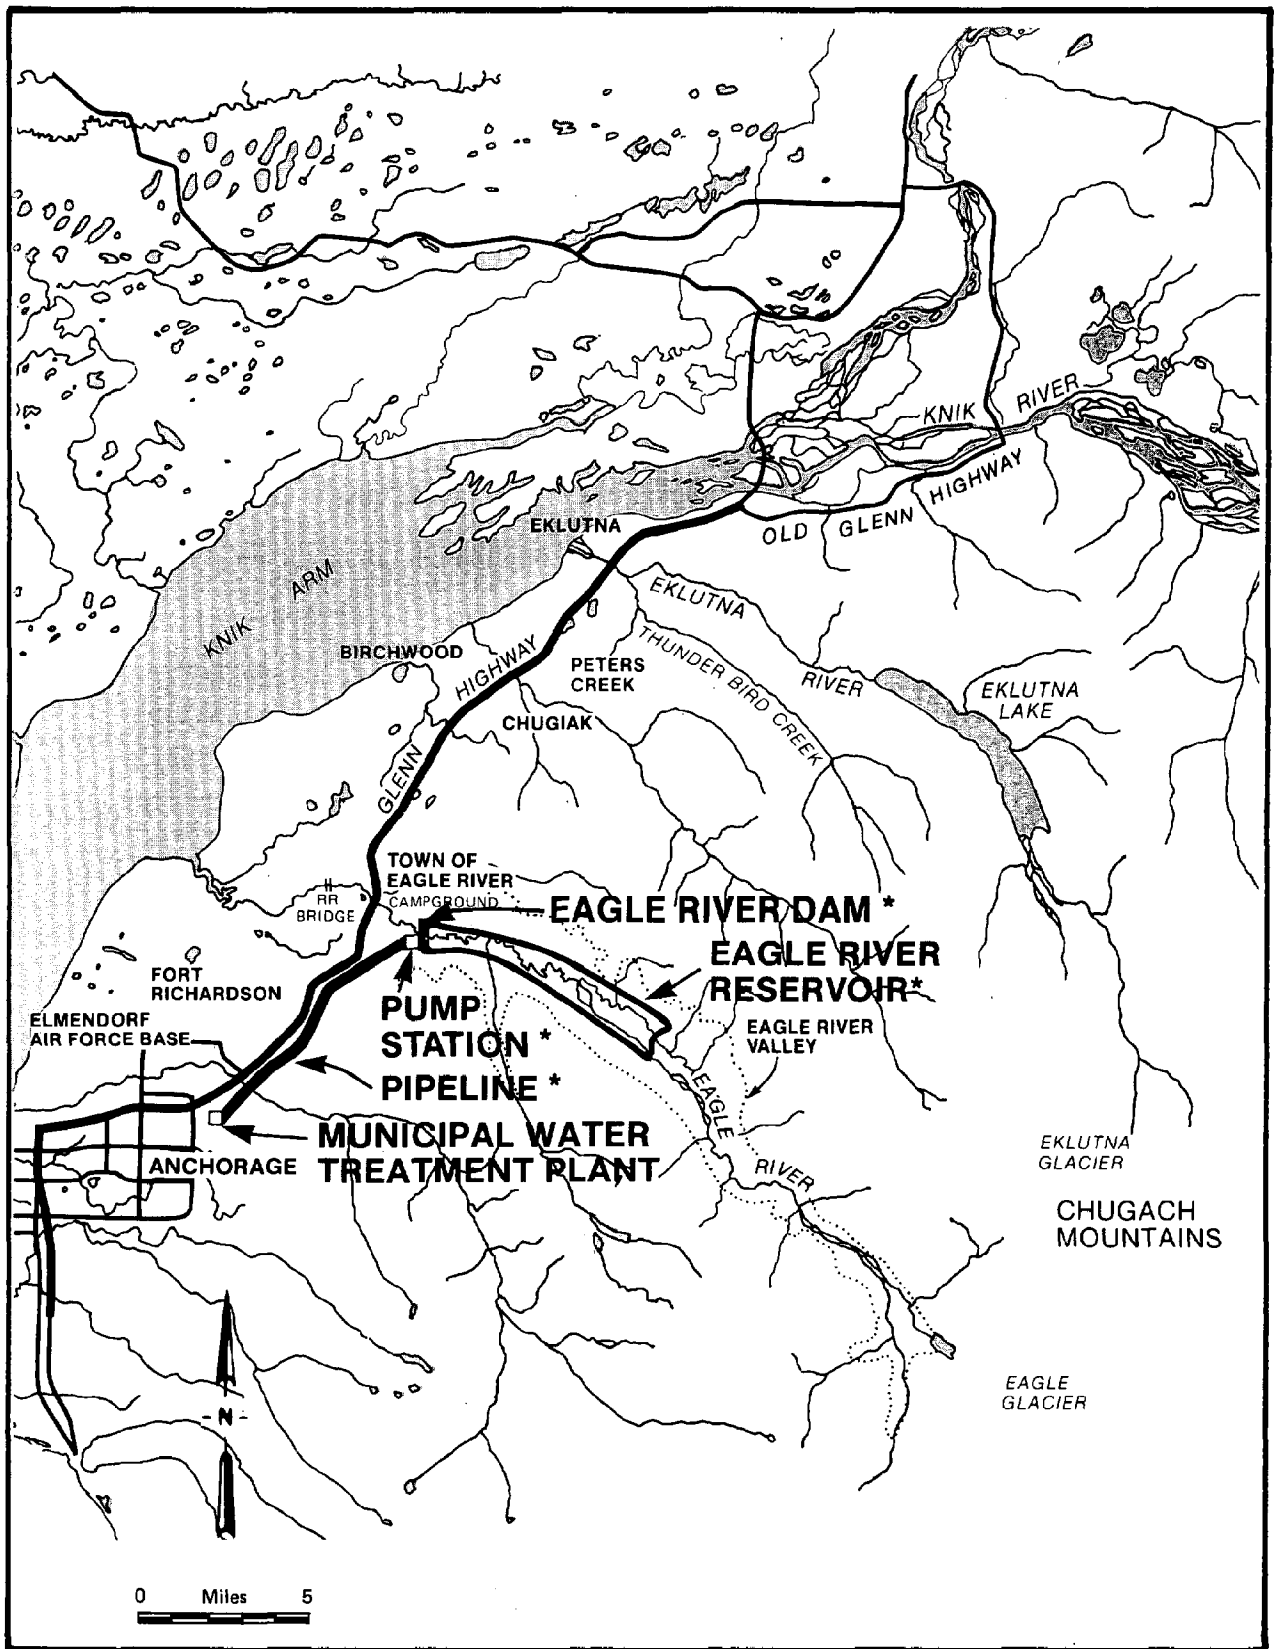 KNIK
RIVER
OLD GLENN HIGHWAY
EKLUTNA
KNIK ARM
EKLUTNA
RIVER
THUNDER BIRD CREEK
BIRCHWOOD
GLENN HIGHWAY
PETERS
CREEK
CHUGIAK
EKLUTNA
LAKE
TOWN OF
EAGLE RIVER
CAMPGROUND
RR
BRIDGE
EAGLE RIVER DAM *
EAGLE RIVER
RESERVOIR*
FORT
RICHARDSON
PUMP
STATION *
EAGLE RIVER
VALLEY
ELMENDORF
AIR FORCE BASE
PIPELINE *
EAGLE
RIVER
MUNICIPAL WATER
TREATMENT PLANT
ANCHORAGE
EKLUTNA
GLACIER
CHUGACH
MOUNTAINS
EAGLE
GLACIER
-N-
0 Miles 5